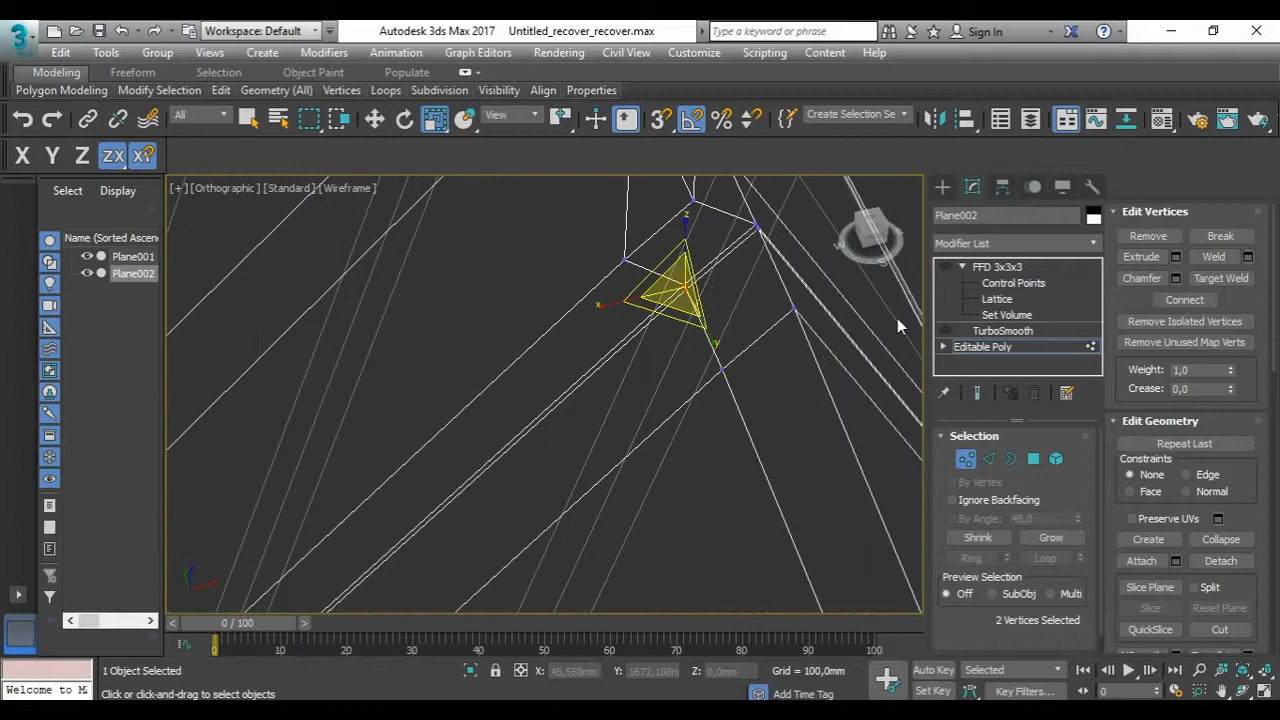 3
Workspace: Default
Autodesk 3ds Max 2017
Untitled_recover_recover.max
Type a keyword or phrase
Sign In
Edit
Tools
Group
Views
Create
Modifiers
Animation
Graph Editors
Rendering
Civil View
Customize
Scripting
Content
Help
Modeling
Freeform
Selection
Object Paint
Populate
Polygon Modeling
Modify Selection
Edit
Geometry (All)
Vertices
Loops
Subdivision
Visibility
Align
Properties
All
View
Create Selection Se
X
Y
Z
ZX
XY
Select
Display
Name (Sorted Ascen
Plane001
Plane002
[+] [Orthographic ] [Standard ] [Wireframe ]
z
x
y
Plane002
Modifier List
FFD 3x3x3
Control Points
Lattice
Set Volume
TurboSmooth
Editable Poly
Selection
By Vertex
Ignore Backfacing
By Angle: 45,0
Shrink
Grow
Ring
Loop
Preview Selection
Off
SubObj
Multi
2 Vertices Selected
Edit Vertices
Remove
Break
Extrude
Weld
Chamfer
Target Weld
Connect
Remove Isolated Vertices
Remove Unused Map Verts
Weight: 1,0
Crease: 0,0
Edit Geometry
Repeat Last
Constraints
None
Edge
Face
Normal
Preserve UVs
Create
Collapse
Attach
Detach
Slice Plane
Split
Slice
Reset Plane
QuickSlice
Cut
0 / 100
0 10 20 30 40 50 60 70 80 90 100
1 Object Selected
X: 45,568mm
Y: 1672,186mm
Z: 0,0mm
Grid = 100,0mm
Auto Key
Selected
Welcome to M
Click or click-and-drag to select objects
Add Time Tag
Set Key
Key Filters...
0